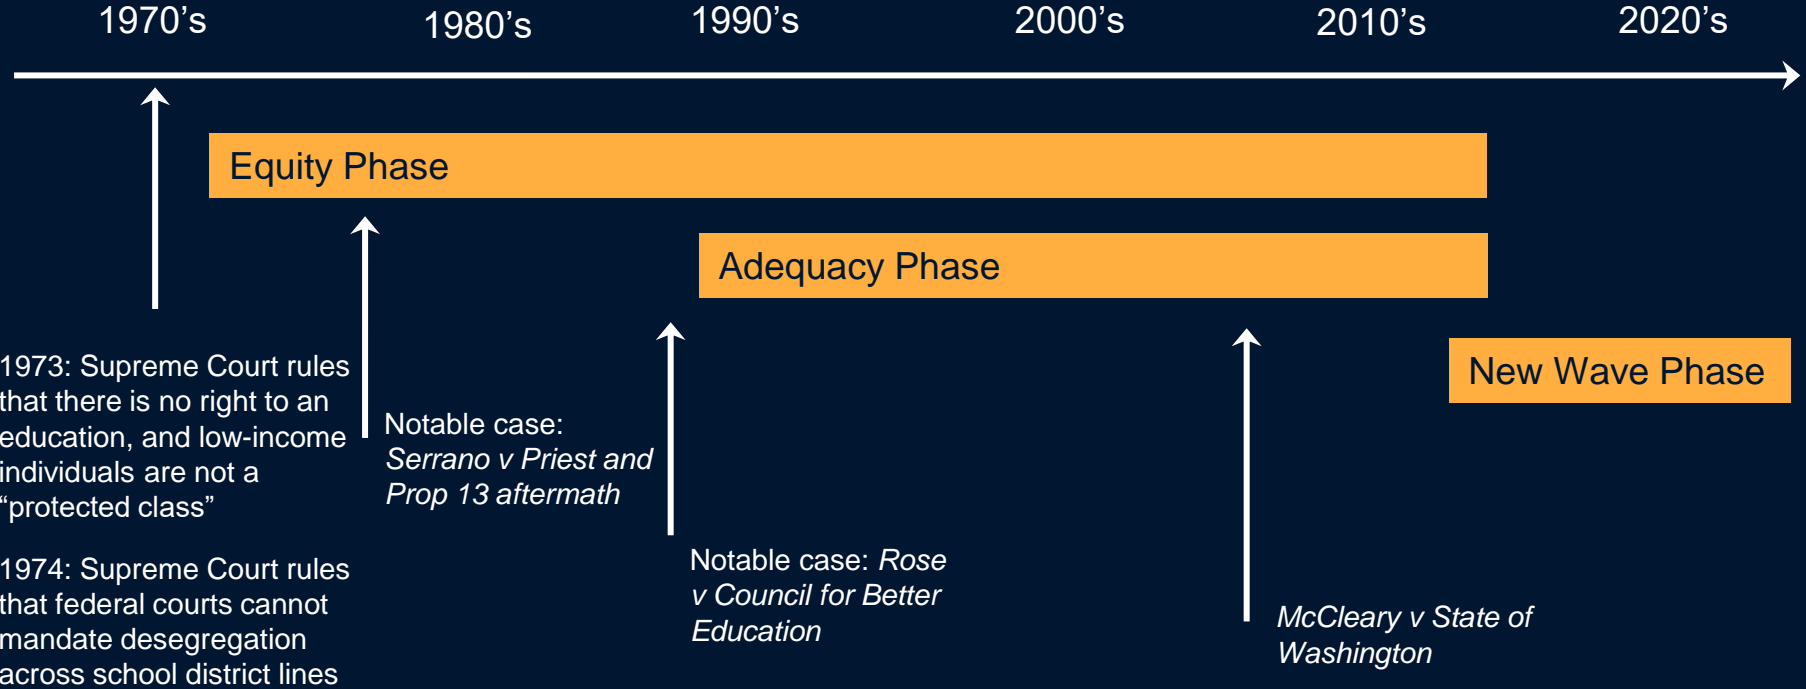 1970’s
1980’s
1990’s
2000’s
2010’s
2020’s
Equity Phase
Adequacy Phase
New Wave Phase
1973: Supreme Court rules
that there is no right to an
education, and low-income
individuals are not a
“protected class”
1974: Supreme Court rules
that federal courts cannot
mandate desegregation
across school district lines
Notable case:
Serrano v Priest and
Prop 13 aftermath
Notable case: Rose
v Council for Better
Education
McCleary v State of
Washington